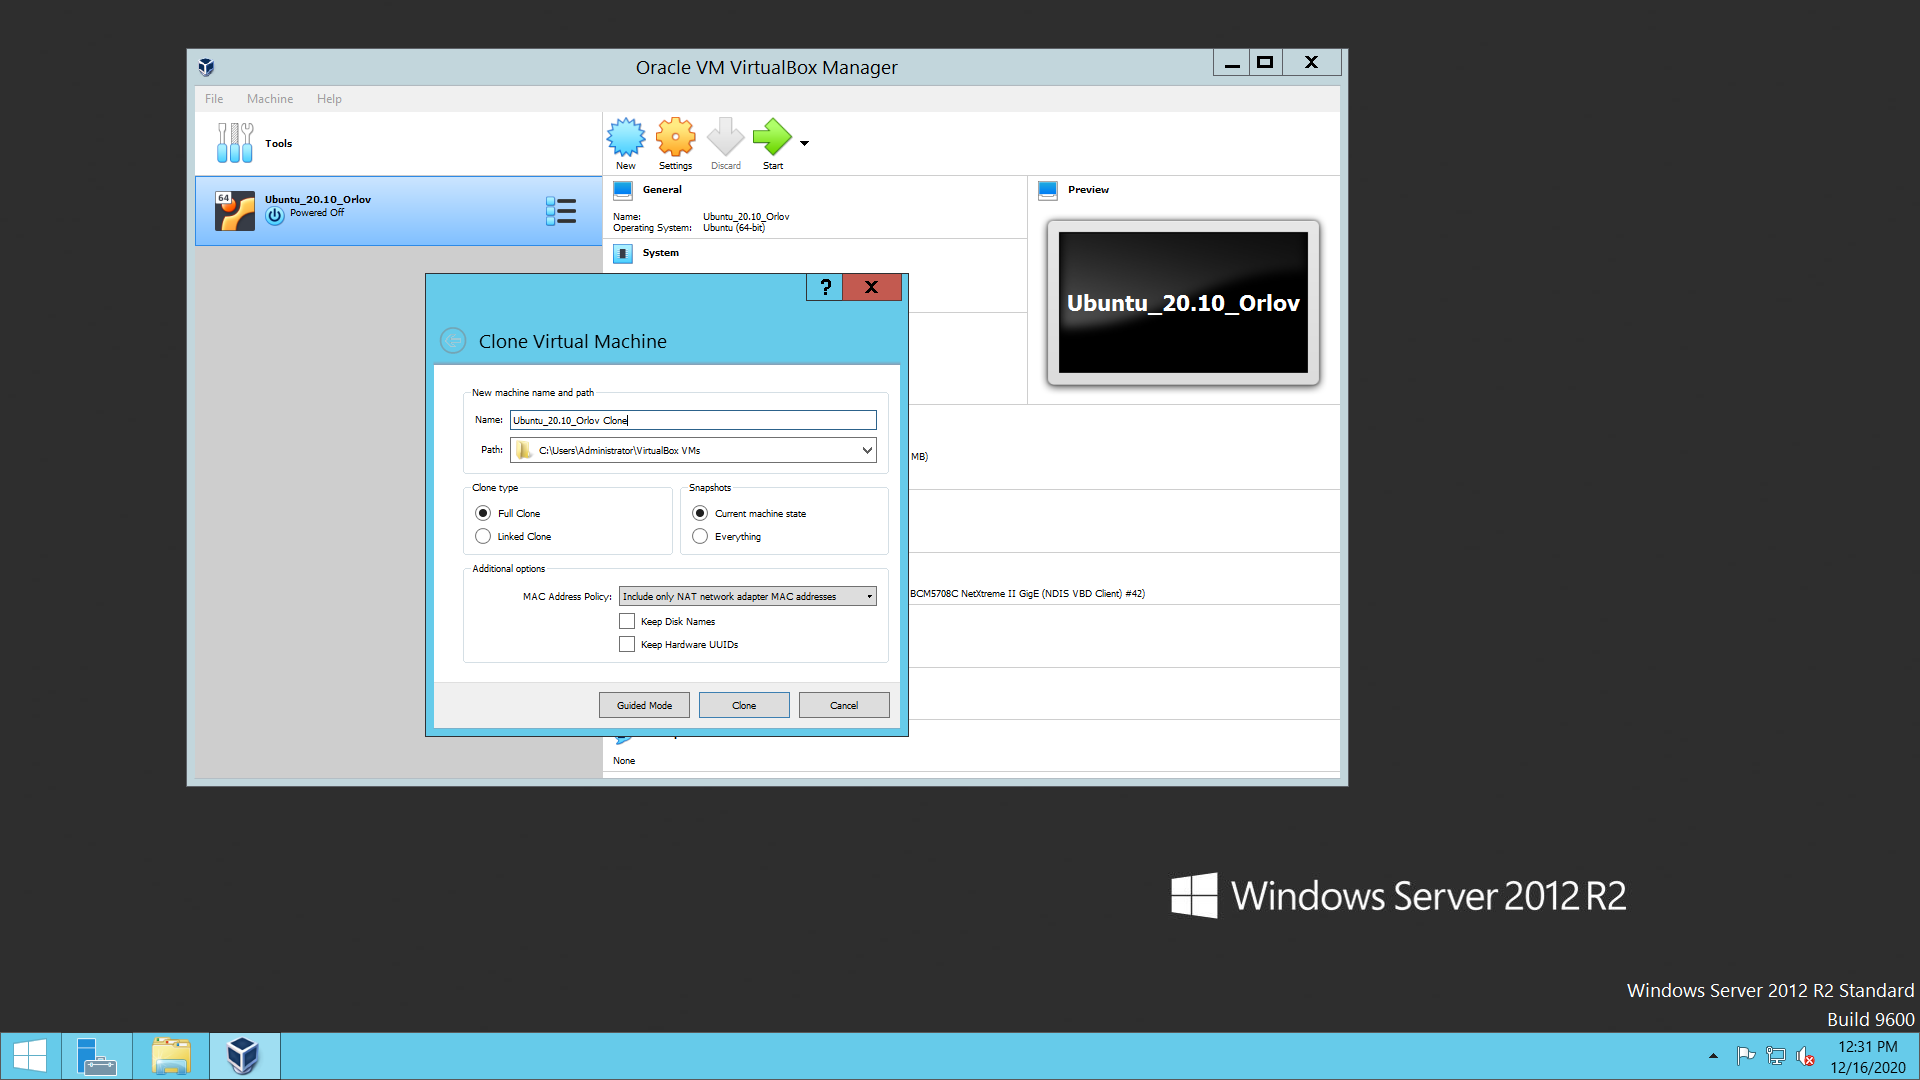 Oracle VM VirtualBox Manager
File Machine Help
Tools
New Settings Discard Start
64
Ubuntu_20.10_Orlov
Powered Off
General
Name: Ubuntu_20.10_Orlov
Operating System: Ubuntu (64-bit)
System
Preview
Ubuntu_20.10_Orlov
?
Clone Virtual Machine
New machine name and path
Name: Ubuntu_20.10_Orlov Clone
Path: C:\Users\Administrator\VirtualBox VMs
Clone type
Full Clone
Linked Clone
Snapshots
Current machine state
Everything
Additional options
MAC Address Policy: Include only NAT network adapter MAC addresses
Keep Disk Names
Keep Hardware UUIDs
Guided Mode Clone Cancel
MB)
BCM5708C NetXtreme II GigE (NDIS VBD Client) #42)
None
Windows Server 2012 R2
Windows Server 2012 R2 Standard
Build 9600
12:31 PM
12/16/2020